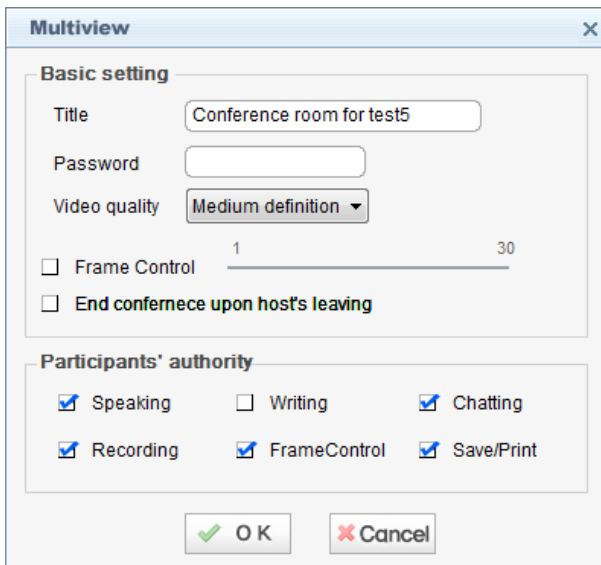 Multiview
Basic setting
Title Conference room for test5
Password
Video quality Medium definition
1 30
Frame Control
End confernece upon host's leaving
Participants' authority
Speaking Writing Chatting
Recording FrameControl Save/Print
OK Cancel